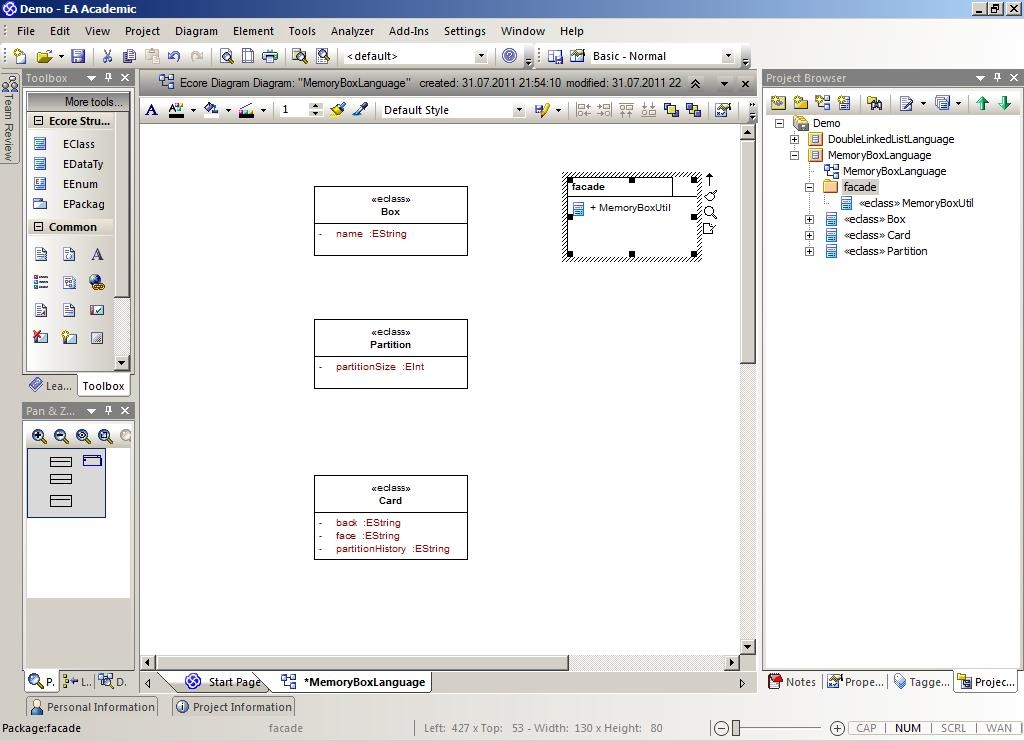 Demo - EA Academic
File Edit View Project Diagram Element Tools Analyzer Add-Ins Settings Window Help
<default> Basic - Normal
Team Review
Toolbox
More tools...
Ecore Stru...
EClass
EDataTy
EEnum
EPackag
Common
Lea... Toolbox
Pan & Z...
P. L.. D.
Ecore Diagram Diagram: "MemoryBoxLanguage" created: 31.07.2011 21:54:10 modified: 31.07.2011 22
A A 1 Default Style
«eclass»
Box
- name :EString
facade
+ MemoryBoxUtil
«eclass»
Partition
- partitionSize :EInt
«eclass»
Card
- back :EString
- face :EString
- partitionHistory :EString
Start Page *MemoryBoxLanguage
Project Browser
Demo
DoubleLinkedListLanguage
MemoryBoxLanguage
MemoryBoxLanguage
facade
«eclass» MemoryBoxUtil
«eclass» Box
«eclass» Card
«eclass» Partition
Notes Prope... Tagge... Projec...
Personal Information Project Information
Package:facade facade Left: 427 x Top: 53 - Width: 130 x Height: 80 CAP NUM SCRL WAN